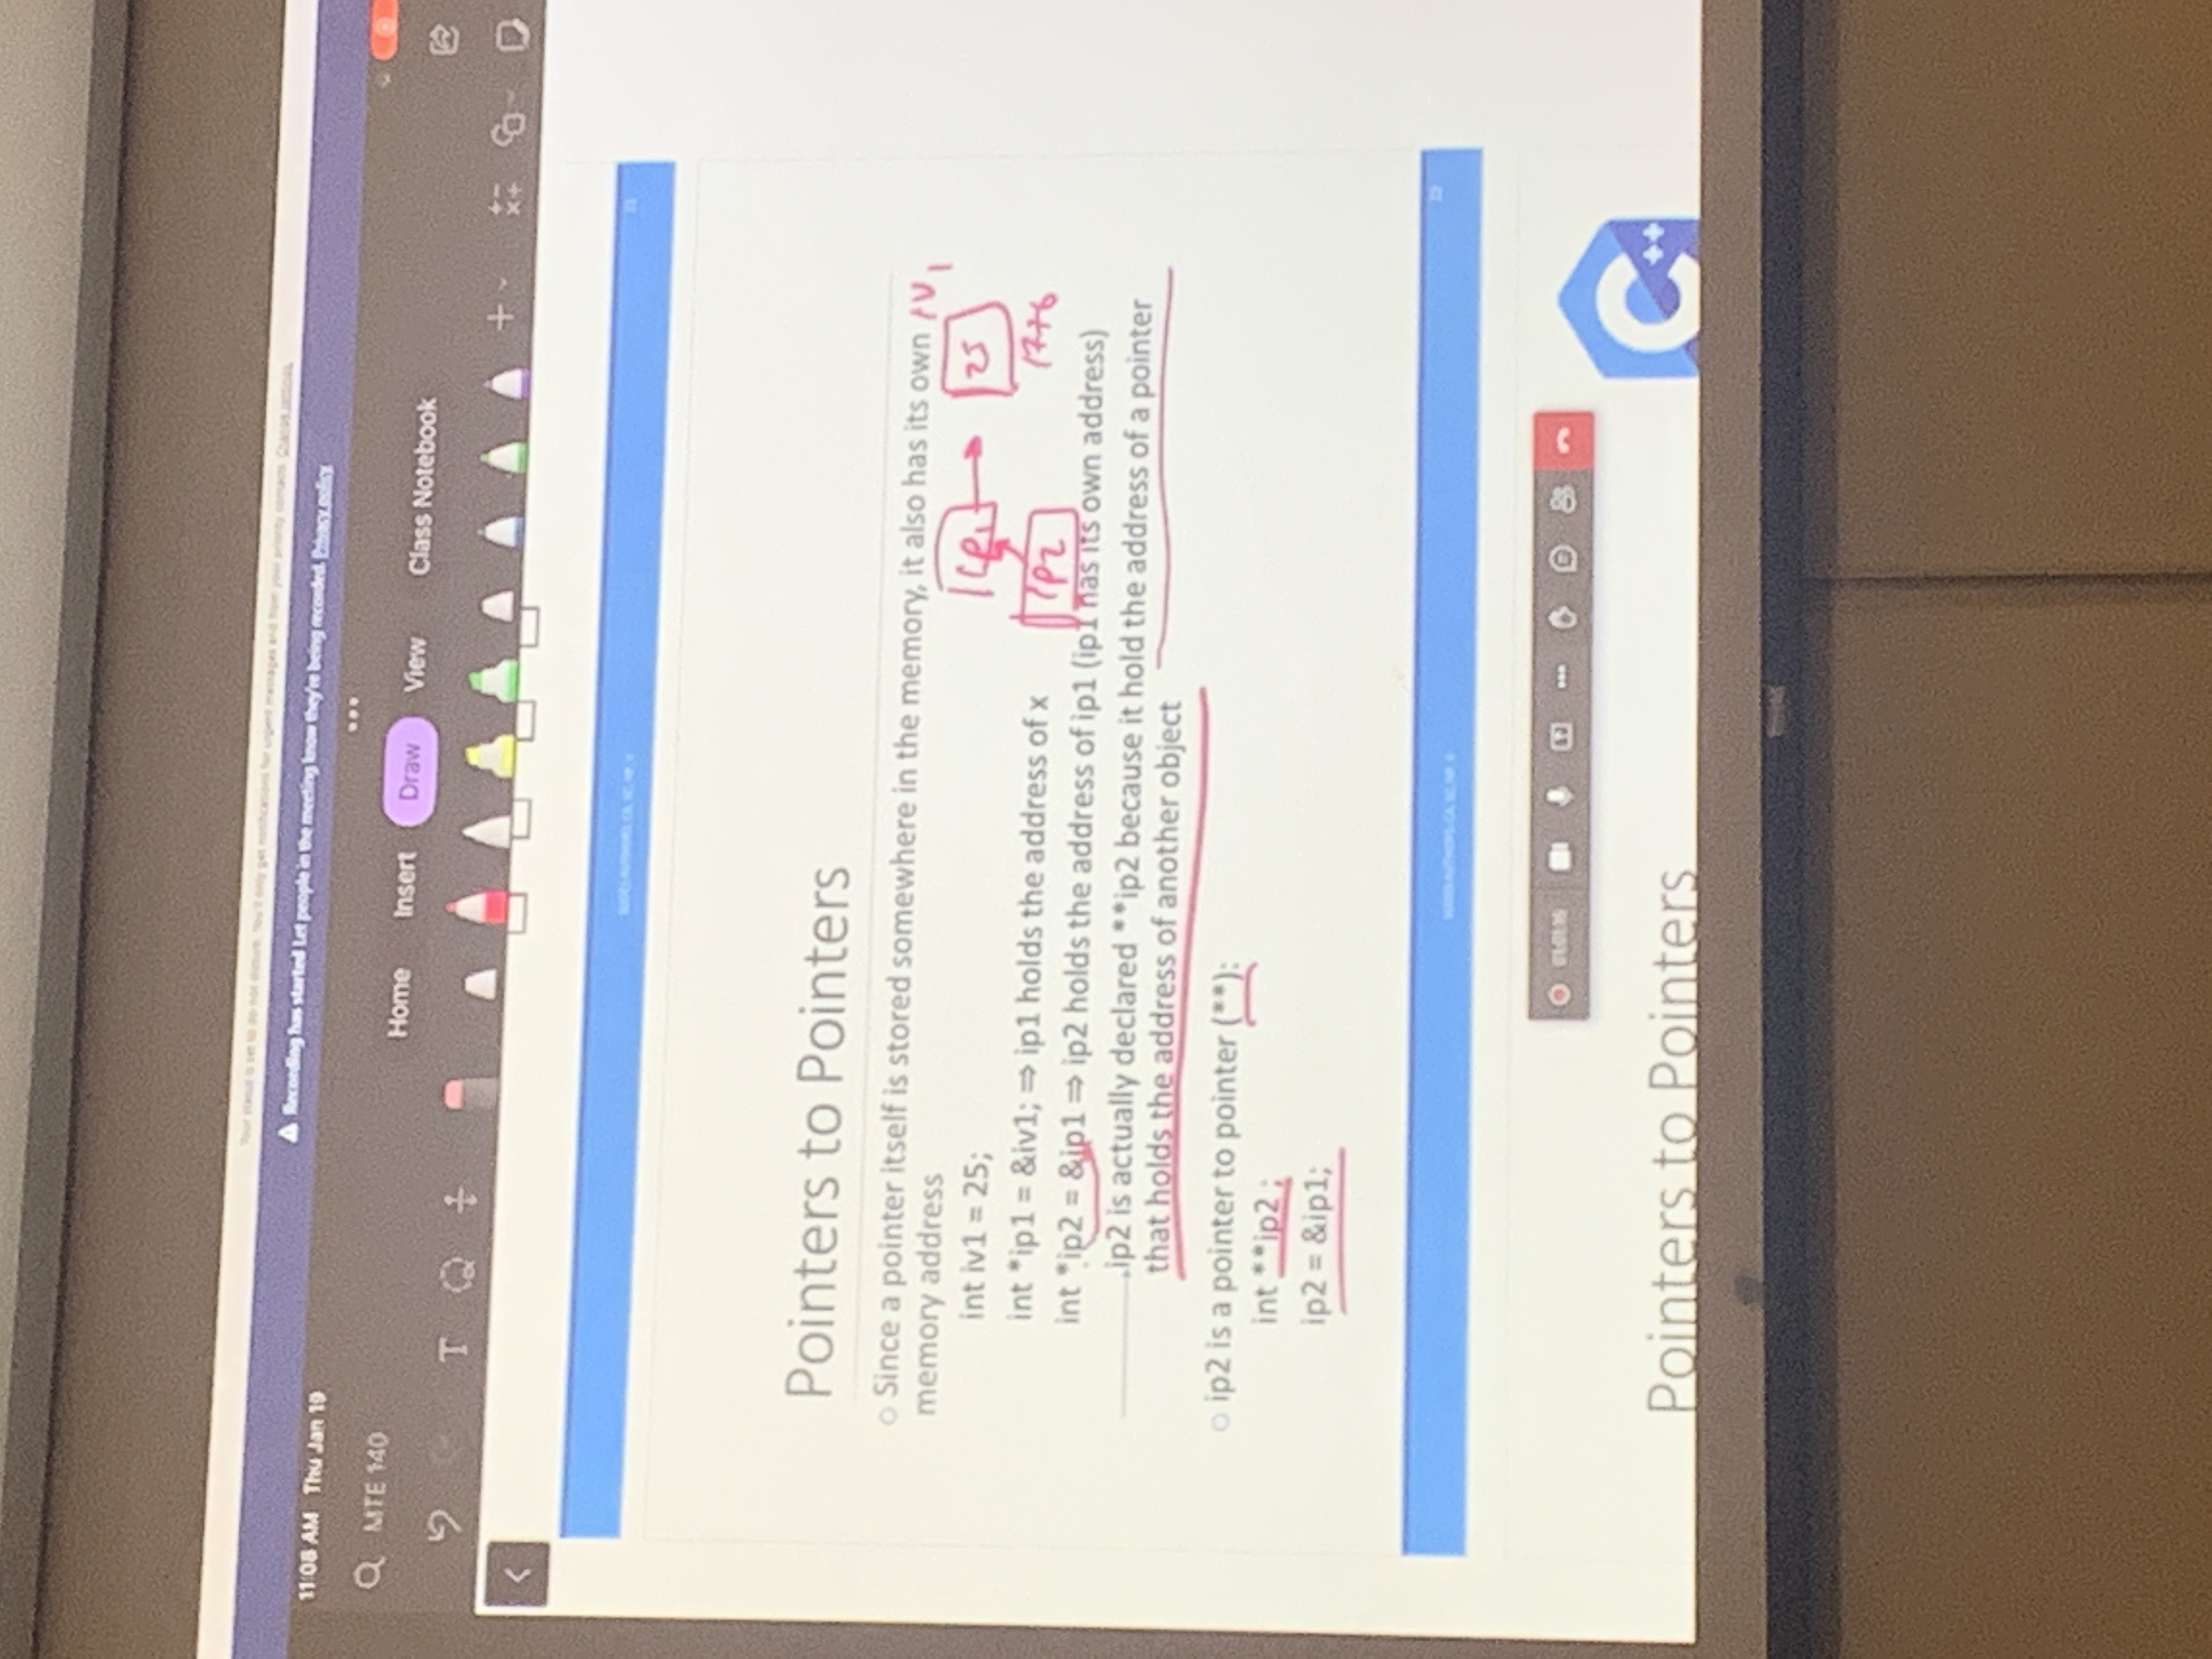 Your status is set to do not disturb. You'll only get notifications for urgent messages and from your priority contacts. Change settings.
Recording has started Let people in the meeting know they're being recorded. Privacy policy
11:08 AM Thu Jan 19
MTE 140
Home Insert Draw View Class Notebook
T
21
Pointers to Pointers
Since a pointer itself is stored somewhere in the memory, it also has its own
memory address
IV1
int iv1 = 25;
ip1 25
int *ip1 = &iv1; ⇒ ip1 holds the address of x
ip2
int *ip2 = &ip1 ⇒ ip2 holds the address of ip1 (ip1 has its own address)
ip2 is actually declared **ip2 because it hold the address of a pointer
that holds the address of another object
ip2 is a pointer to pointer (**):
int **ip2 ;
ip2 = &ip1;
Pointers to Pointers
C++